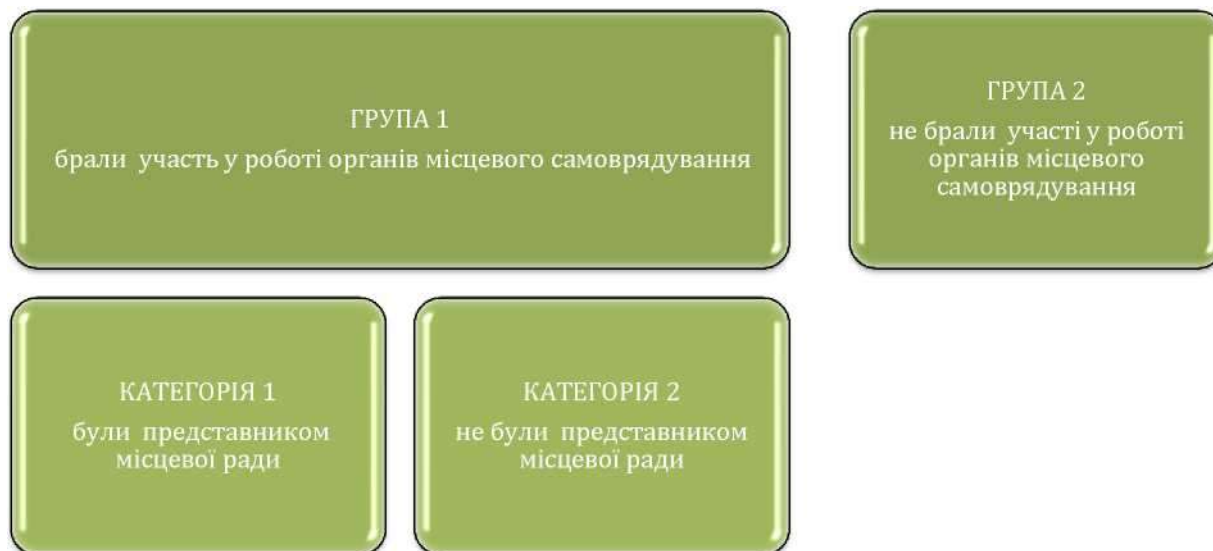 ГРУПА 1
брали участь у роботі органів місцевого самоврядування
ГРУПА 2
не брали участі у роботі
органів місцевого
самоврядування
КАТЕГОРІЯ 1
були представником
місцевої ради
КАТЕГОРІЯ 2
не були представником
місцевої ради